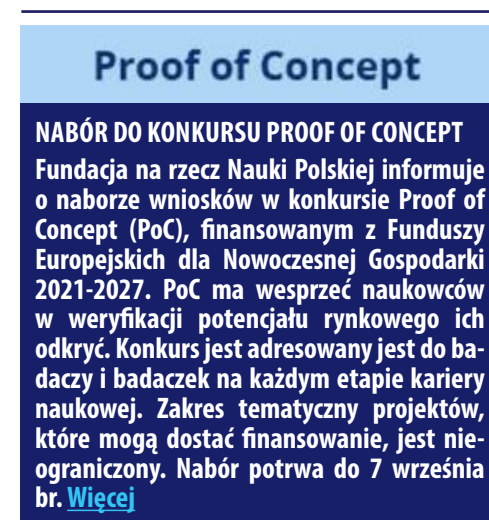 Proof of Concept
NABÓR DO KONKURSU PROOF OF CONCEPT
Fundacja na rzecz Nauki Polskiej informuje
o naborze wniosków w konkursie Proof of
Concept (PoC), finansowanym z Funduszy
Europejskich dla Nowoczesnej Gospodarki
2021-2027. PoC ma wesprzeć naukowców
w weryfikacji potencjału rynkowego ich
odkryć. Konkurs jest adresowany jest do ba-
daczy i badaczek na każdym etapie kariery
naukowej. Zakres tematyczny projektów,
które mogą dostać finansowanie, jest nie-
ograniczony. Nabór potrwa do 7 września
br. Więcej